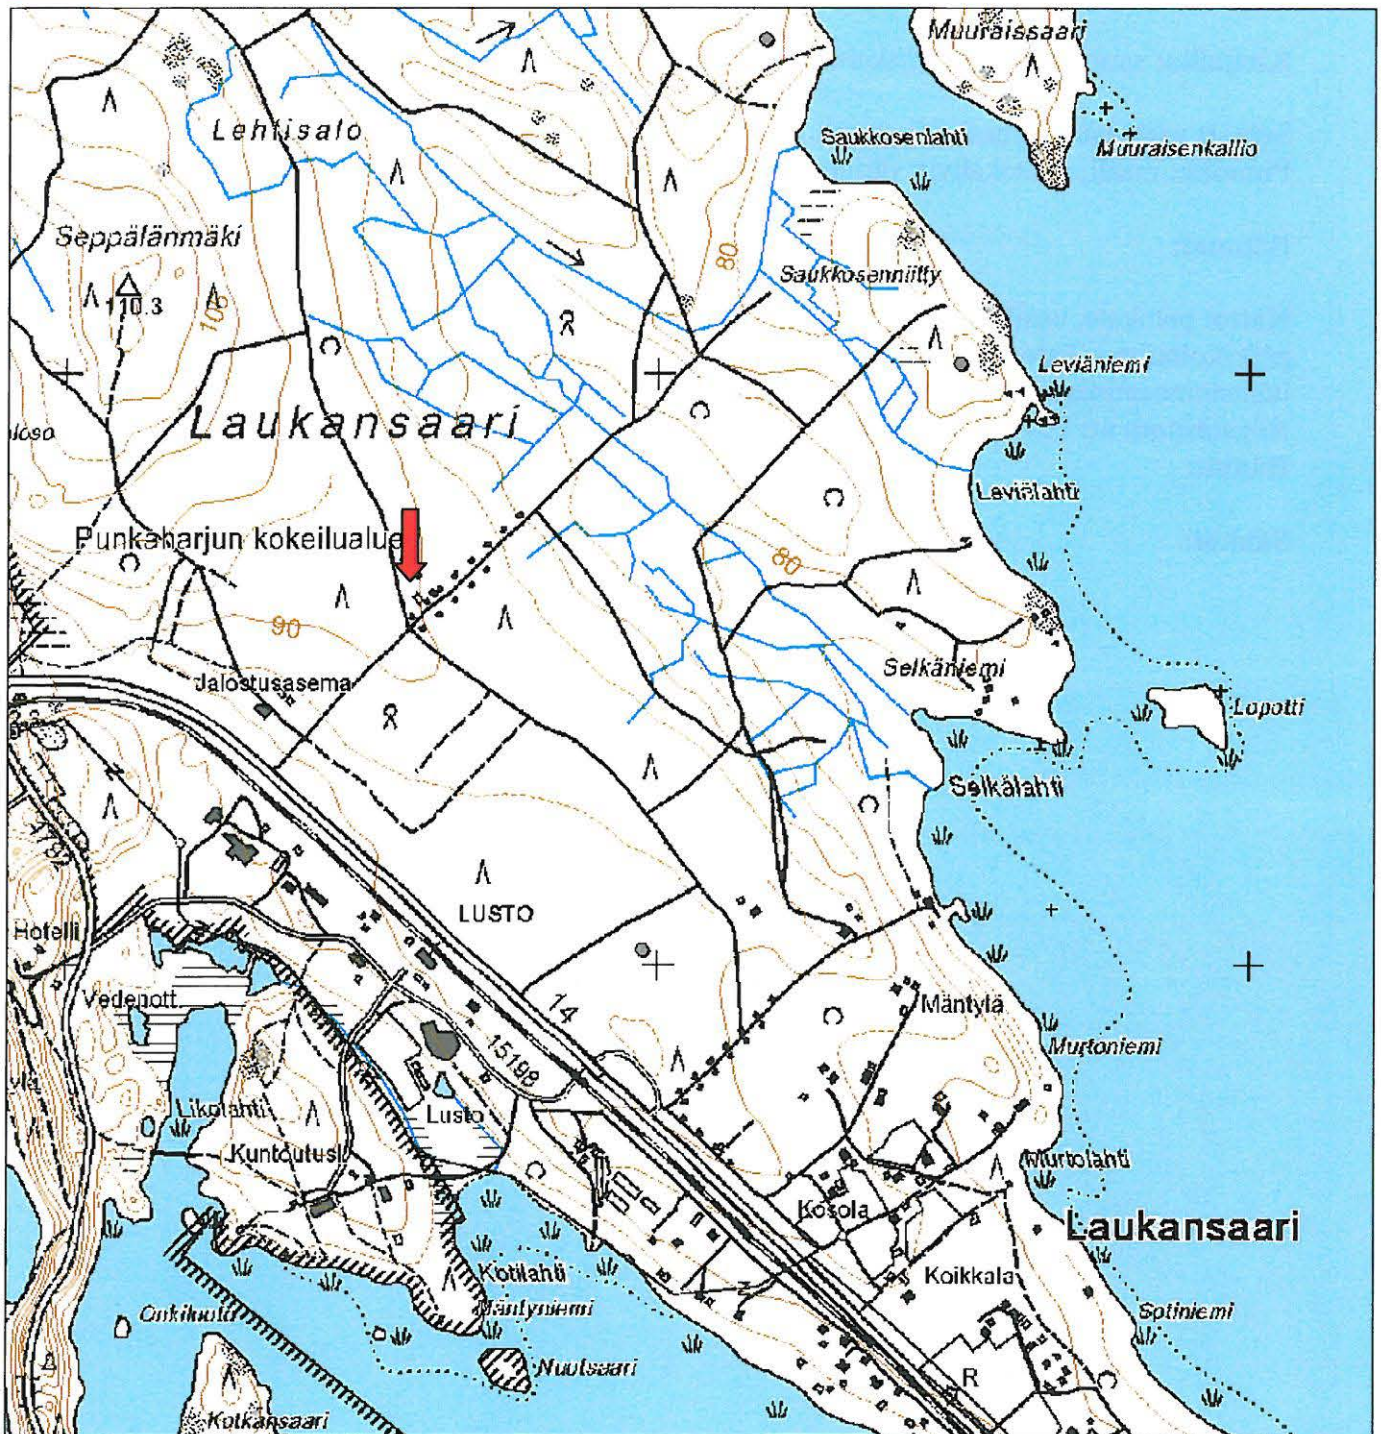 Muuraissaari
Lehtisalo
Saukkosenlahti
Muuraisenkallio
Seppälänmäki
80
Saukkosenniitty
110.3
Leviäniemi
Laukansaari
Leviälahti
Punkaharjun kokeilualue
80
90
Selkäniemi
Jalostusasema
Lopotti
Selkälahti
LUSTO
Hotelli
Vedenott.
14
Mäntylä
15198
Murtoniemi
Likolahti
Lusto
Kuntoutusl
Murtolahti
Kosola
Laukansaari
Kotilahti
Koikkala
Mäntyniemi
Sotiniemi
Onkiluoto
Nuutsaari
R
Kotkansaari